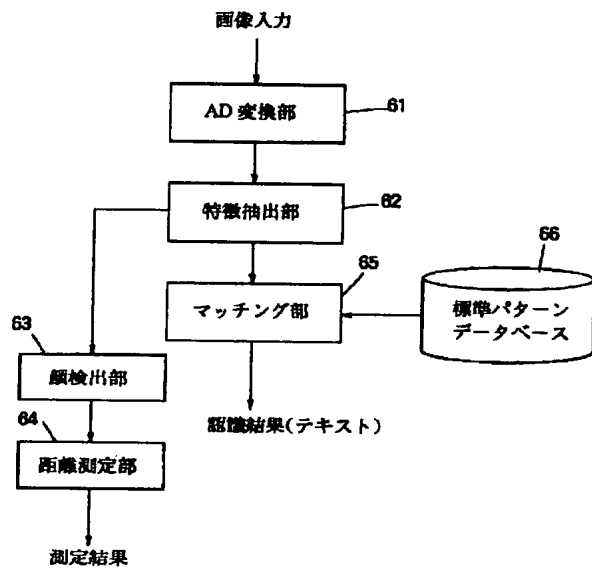 画像入力
AD 変換部
61
特徴抽出部
62
66
65
マッチング部
標準パターン
データベース
63
顔検出部
認識結果(テキスト)
64
距離測定部
測定結果